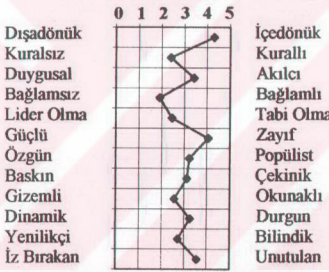 0 1 2 3 4 5
Dışadönük İçedönük
Kuralsız Kurallı
Duygusal Akılcı
Bağlamsız Bağlamlı
Lider Olma Tabi Olma
Güçlü Zayıf
Özgün Popülist
Baskın Çekinik
Gizemli Okunaklı
Dinamik Durgun
Yenilikçi Bilindik
İz Bırakan Unutulan